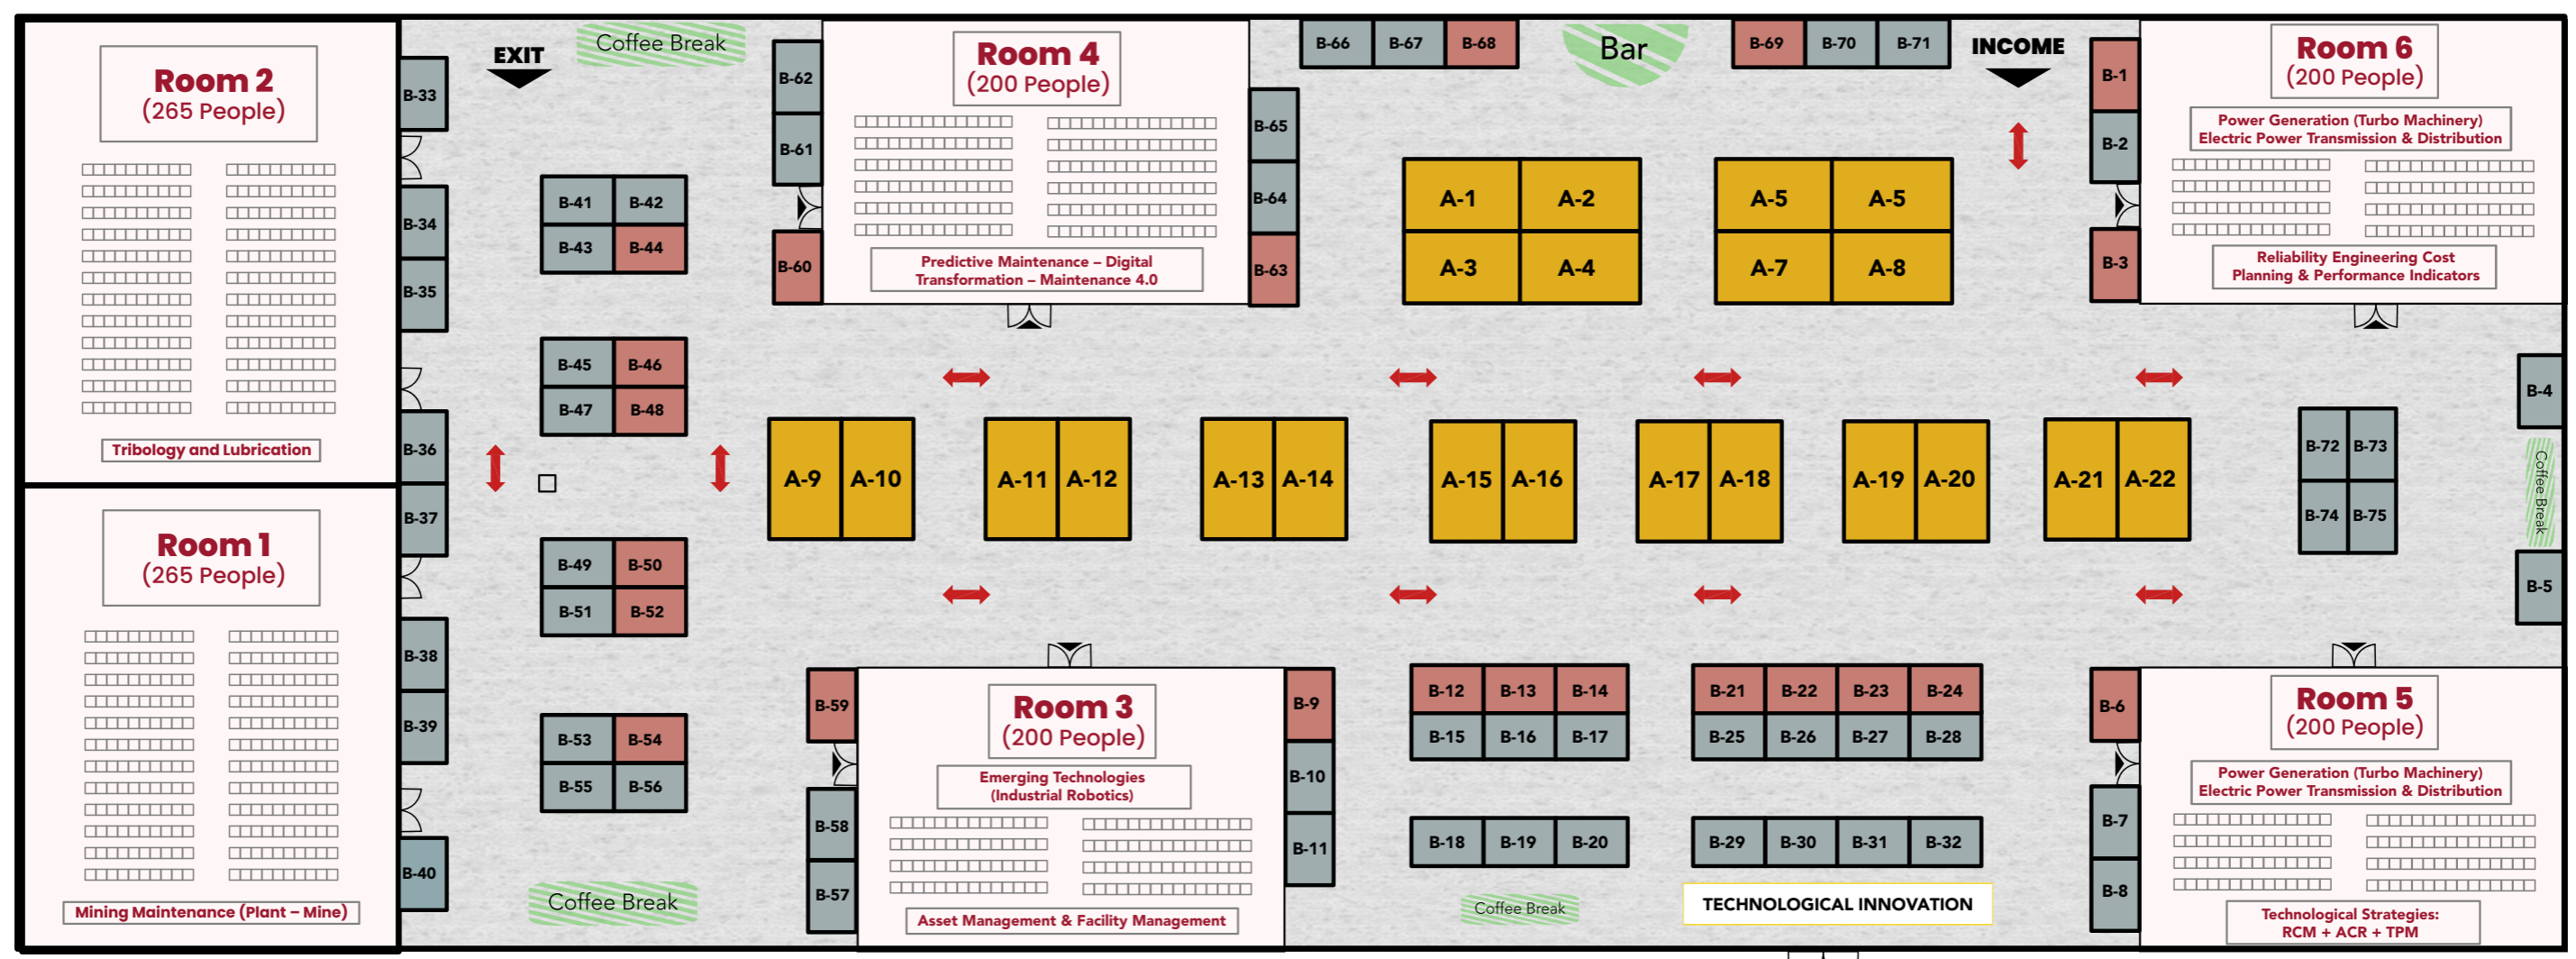 Room 2
(265 People)
Tribology and Lubrication
Room 1
(265 People)
Mining Maintenance (Plant – Mine)
B-33
B-34
B-35
B-36
B-37
B-38
B-39
B-40
EXIT
Coffee Break
B-41 B-42
B-43 B-44
B-45 B-46
B-47 B-48
B-49 B-50
B-51 B-52
B-53 B-54
B-55 B-56
Coffee Break
B-62
B-61
B-60
Room 4
(200 People)
Predictive Maintenance – Digital
Transformation – Maintenance 4.0
B-65
B-64
B-63
B-66 B-67 B-68
Bar
B-69 B-70 B-71
INCOME
A-1 A-2
A-3 A-4
A-5 A-5
A-7 A-8
B-1
B-2
B-3
Room 6
(200 People)
Power Generation (Turbo Machinery)
Electric Power Transmission & Distribution
Reliability Engineering Cost
Planning & Performance Indicators
A-9 A-10
A-11 A-12
A-13 A-14
A-15 A-16
A-17 A-18
A-19 A-20
A-21 A-22
B-72 B-73
B-74 B-75
B-4
Coffee Break
B-5
B-59
B-58
B-57
Room 3
(200 People)
Emerging Technologies
(Industrial Robotics)
Asset Management & Facility Management
B-9
B-10
B-11
B-12 B-13 B-14
B-15 B-16 B-17
B-18 B-19 B-20
Coffee Break
B-21 B-22 B-23 B-24
B-25 B-26 B-27 B-28
B-29 B-30 B-31 B-32
TECHNOLOGICAL INNOVATION
B-6
B-7
B-8
Room 5
(200 People)
Power Generation (Turbo Machinery)
Electric Power Transmission & Distribution
Technological Strategies:
RCM + ACR + TPM